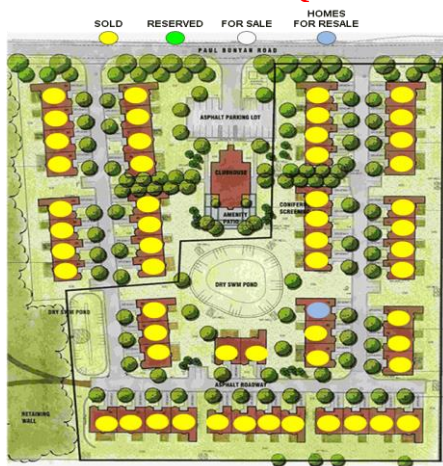 SOLD
RESERVED
FOR SALE
HOMES
FOR RESALE
PAUL BUNYAN ROAD
ASPHALT PARKING LOT
CLUBHOUSE
AMENITY
PATIO
CONIFER
SCREENING
DRY SWM POND
DRY SWM POND
ASPHALT ROADWAY
RETAINING
WALL